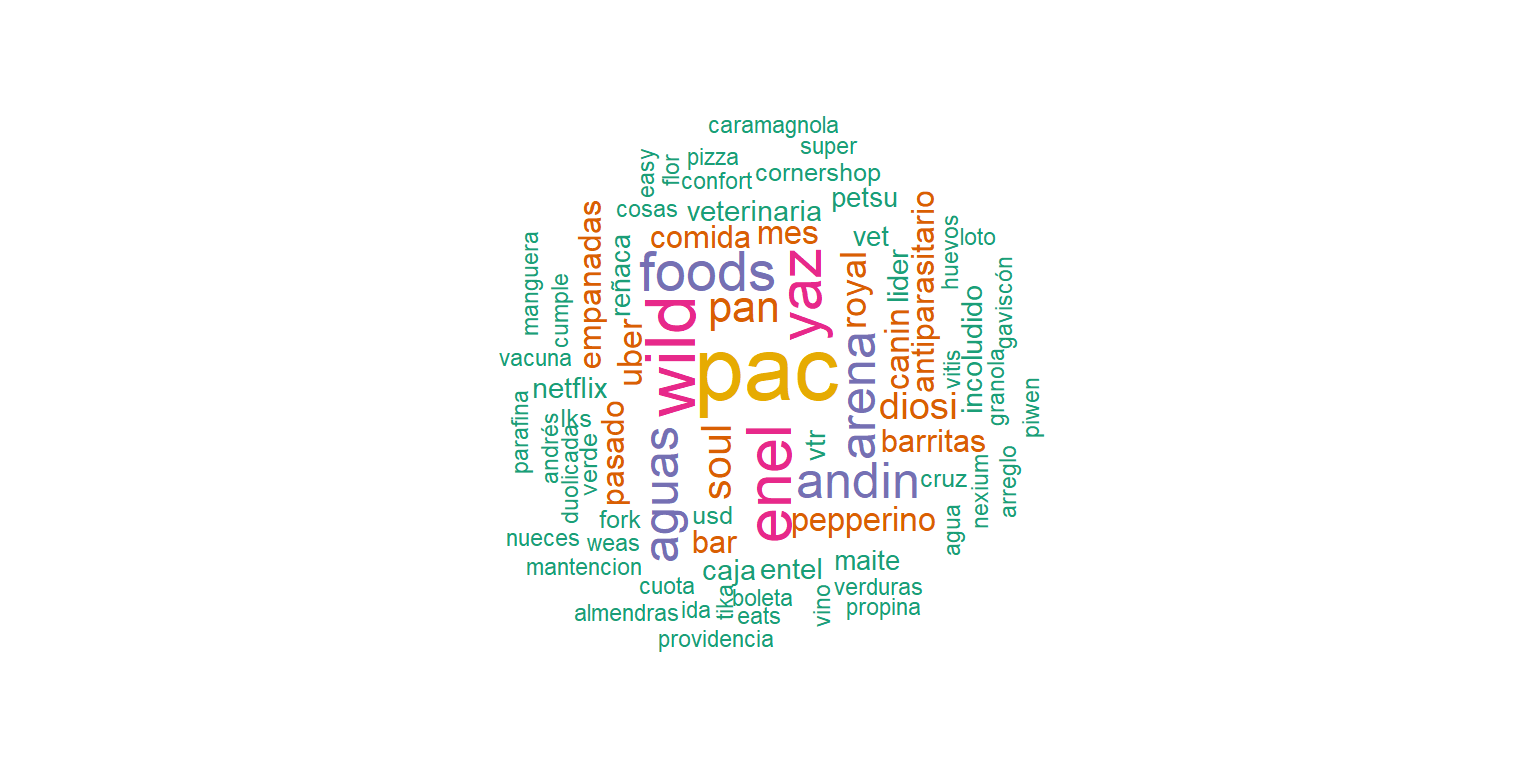 caramagnola
super
pizza
easy
flor
confort
cornershop
petsu
cosas
veterinaria
antiparasitario
empanadas
comida
mes
vet
huevos
loto
manguera
cumple
reñaca
foods
yaz
royal
lider
gaviscón
wild
pan
uber
pac
arena
canin
vitis
incoludido
granola
piwen
vacuna
netflix
parafina
andrés
lks
duolicada
verde
pasado
aguas
soul
enel
vtr
diosi
barritas
andin
cruz
nexium
arreglo
agua
pepperino
fork
usd
nueces
weas
bar
mantencion
caja
entel
maite
cuota
tika
boleta
verduras
almendras
ida
eats
vino
propina
providencia